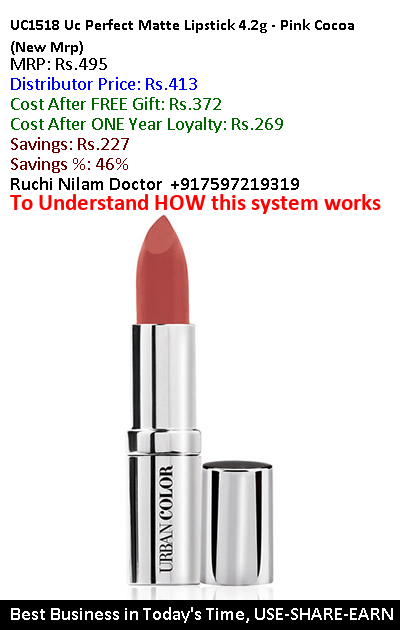 UC1518 Uc Perfect Matte Lipstick 4.2g - Pink Cocoa
(New Mrp)
MRP: Rs.495
Distributor Price: Rs.413
Cost After FREE Gift: Rs.372
Cost After ONE Year Loyalty: Rs.269
Savings: Rs.227
Savings %: 46%
Ruchi Nilam Doctor +917597219319
To Understand HOW this system works
URBAN COLOR
Best Business in Today's Time, USE-SHARE-EARN